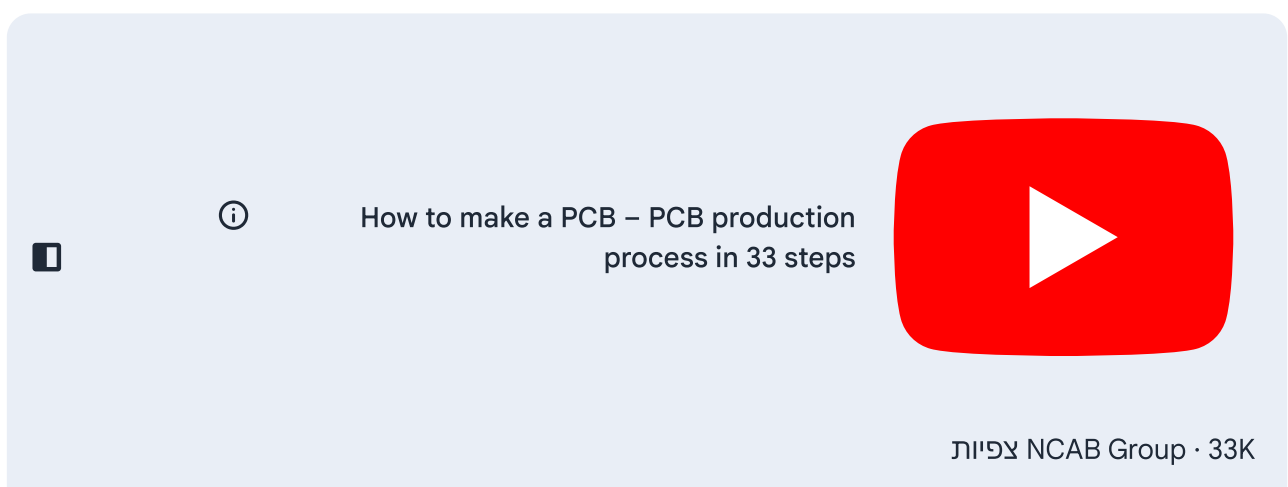 How to make a PCB – PCB production
process in 33 steps
NCAB Group · 33K צפיות